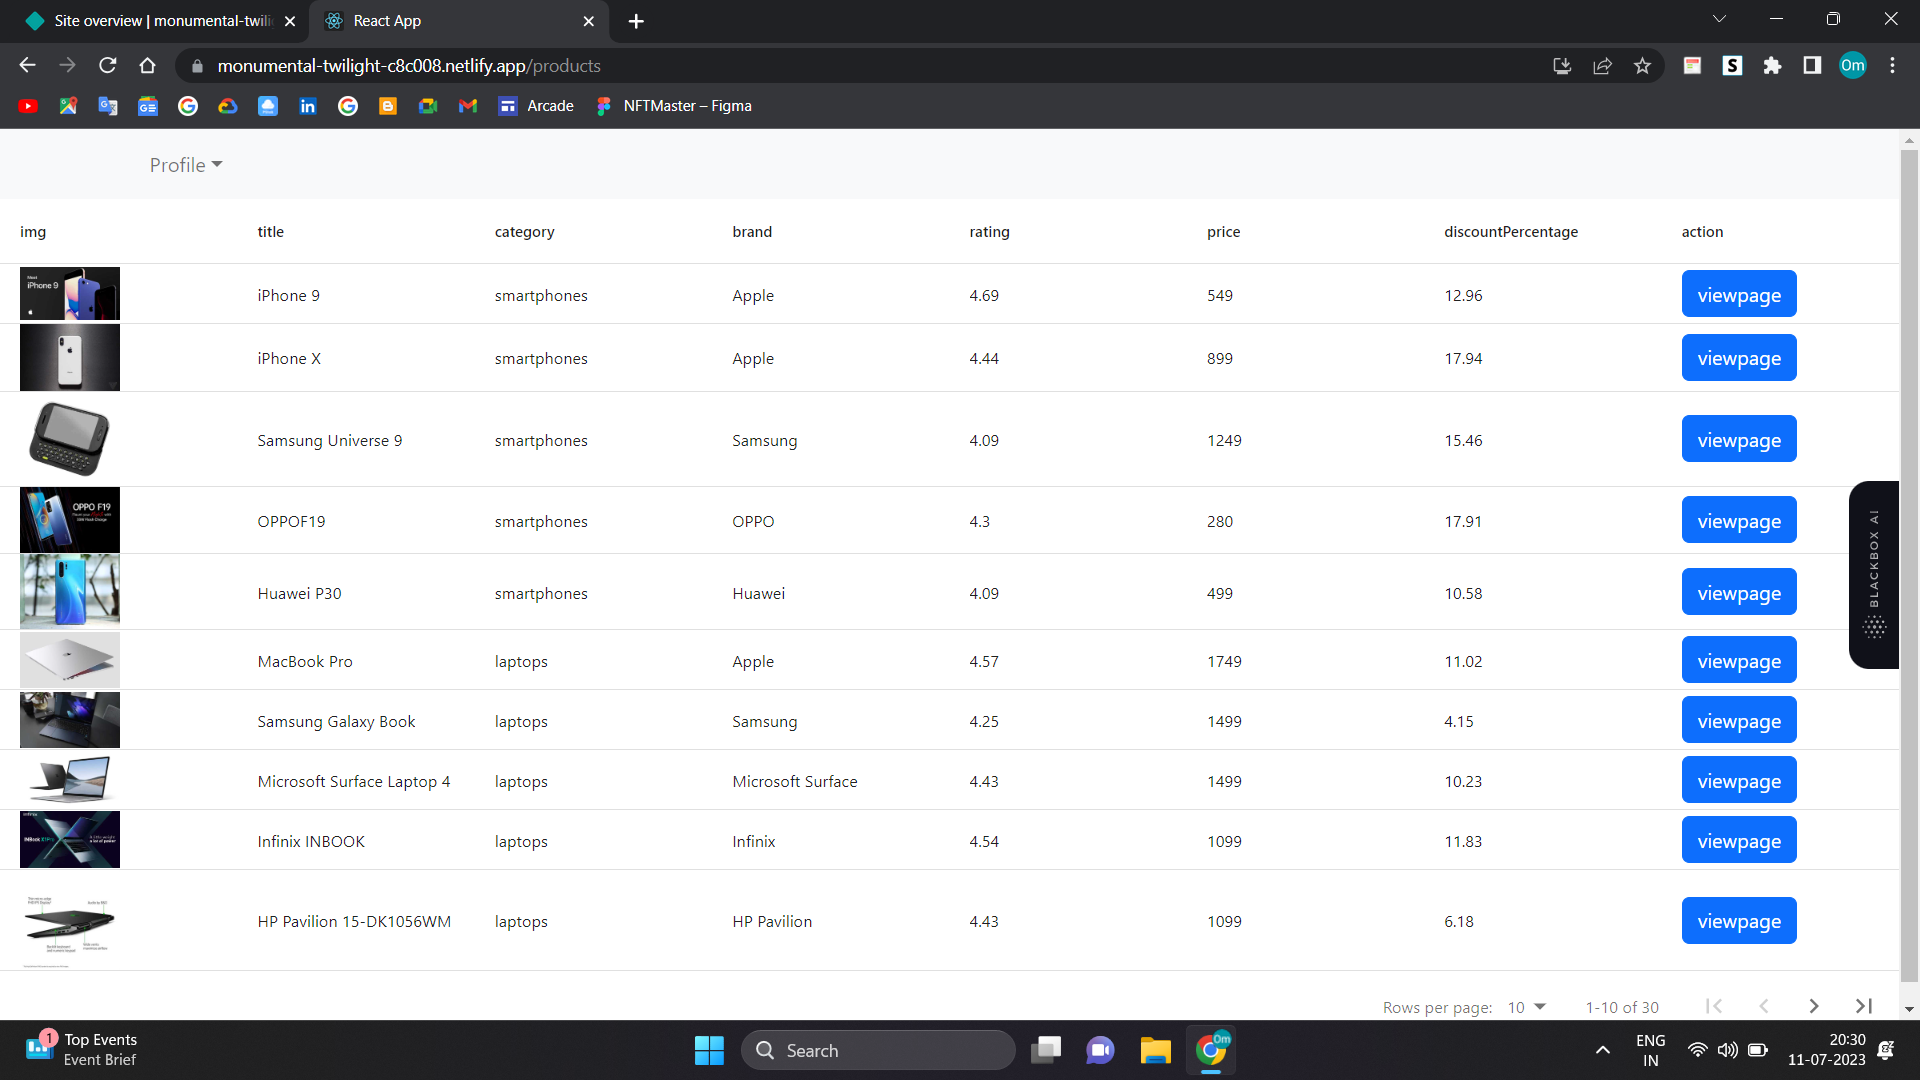 Site overview | monumental-twili
React App
monumental-twilight-c8c008.netlify.app/products
S
Om
Arcade
NFTMaster – Figma
Profile
img title category brand rating price discountPercentage action
iPhone 9 smartphones Apple 4.69 549 12.96 viewpage
iPhone X smartphones Apple 4.44 899 17.94 viewpage
Samsung Universe 9 smartphones Samsung 4.09 1249 15.46 viewpage
OPPO F19
OPPOF19 smartphones OPPO 4.3 280 17.91 viewpage
Huawei P30 smartphones Huawei 4.09 499 10.58 viewpage
BLACKBOX AI
MacBook Pro laptops Apple 4.57 1749 11.02 viewpage
Samsung Galaxy Book laptops Samsung 4.25 1499 4.15 viewpage
Microsoft Surface Laptop 4 laptops Microsoft Surface 4.43 1499 10.23 viewpage
Infinix INBOOK laptops Infinix 4.54 1099 11.83 viewpage
HP Pavilion 15-DK1056WM laptops HP Pavilion 4.43 1099 6.18 viewpage
Rows per page: 10 1-10 of 30
1
Top Events
Event Brief
Search
Om
ENG
IN
20:30
11-07-2023